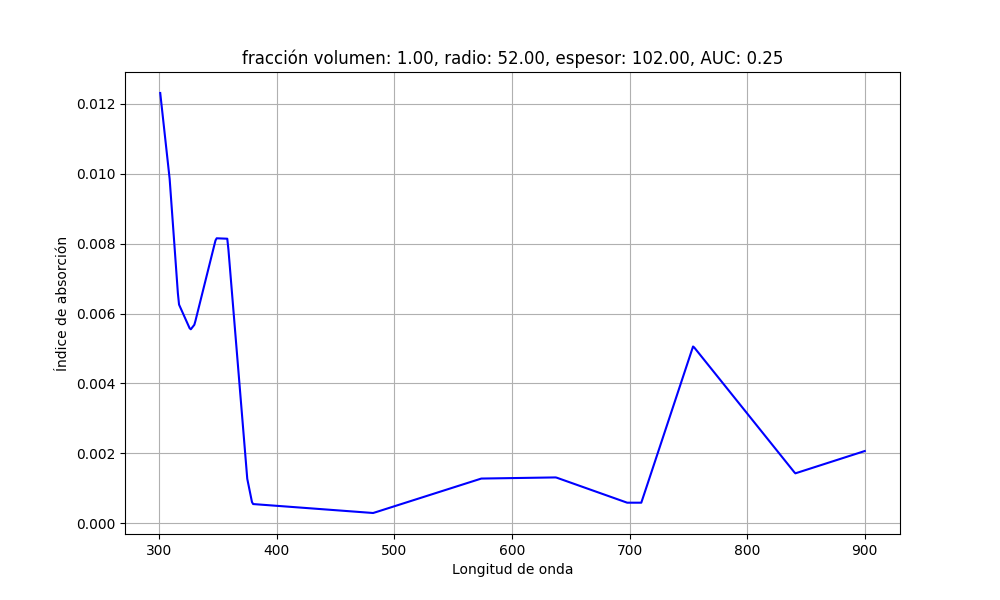 fracción volumen: 1.00, radio: 52.00, espesor: 102.00, AUC: 0.25
0.012
0.010
0.008
0.006
0.004
0.002
0.000
Índice de absorción
300 400 500 600 700 800 900
Longitud de onda